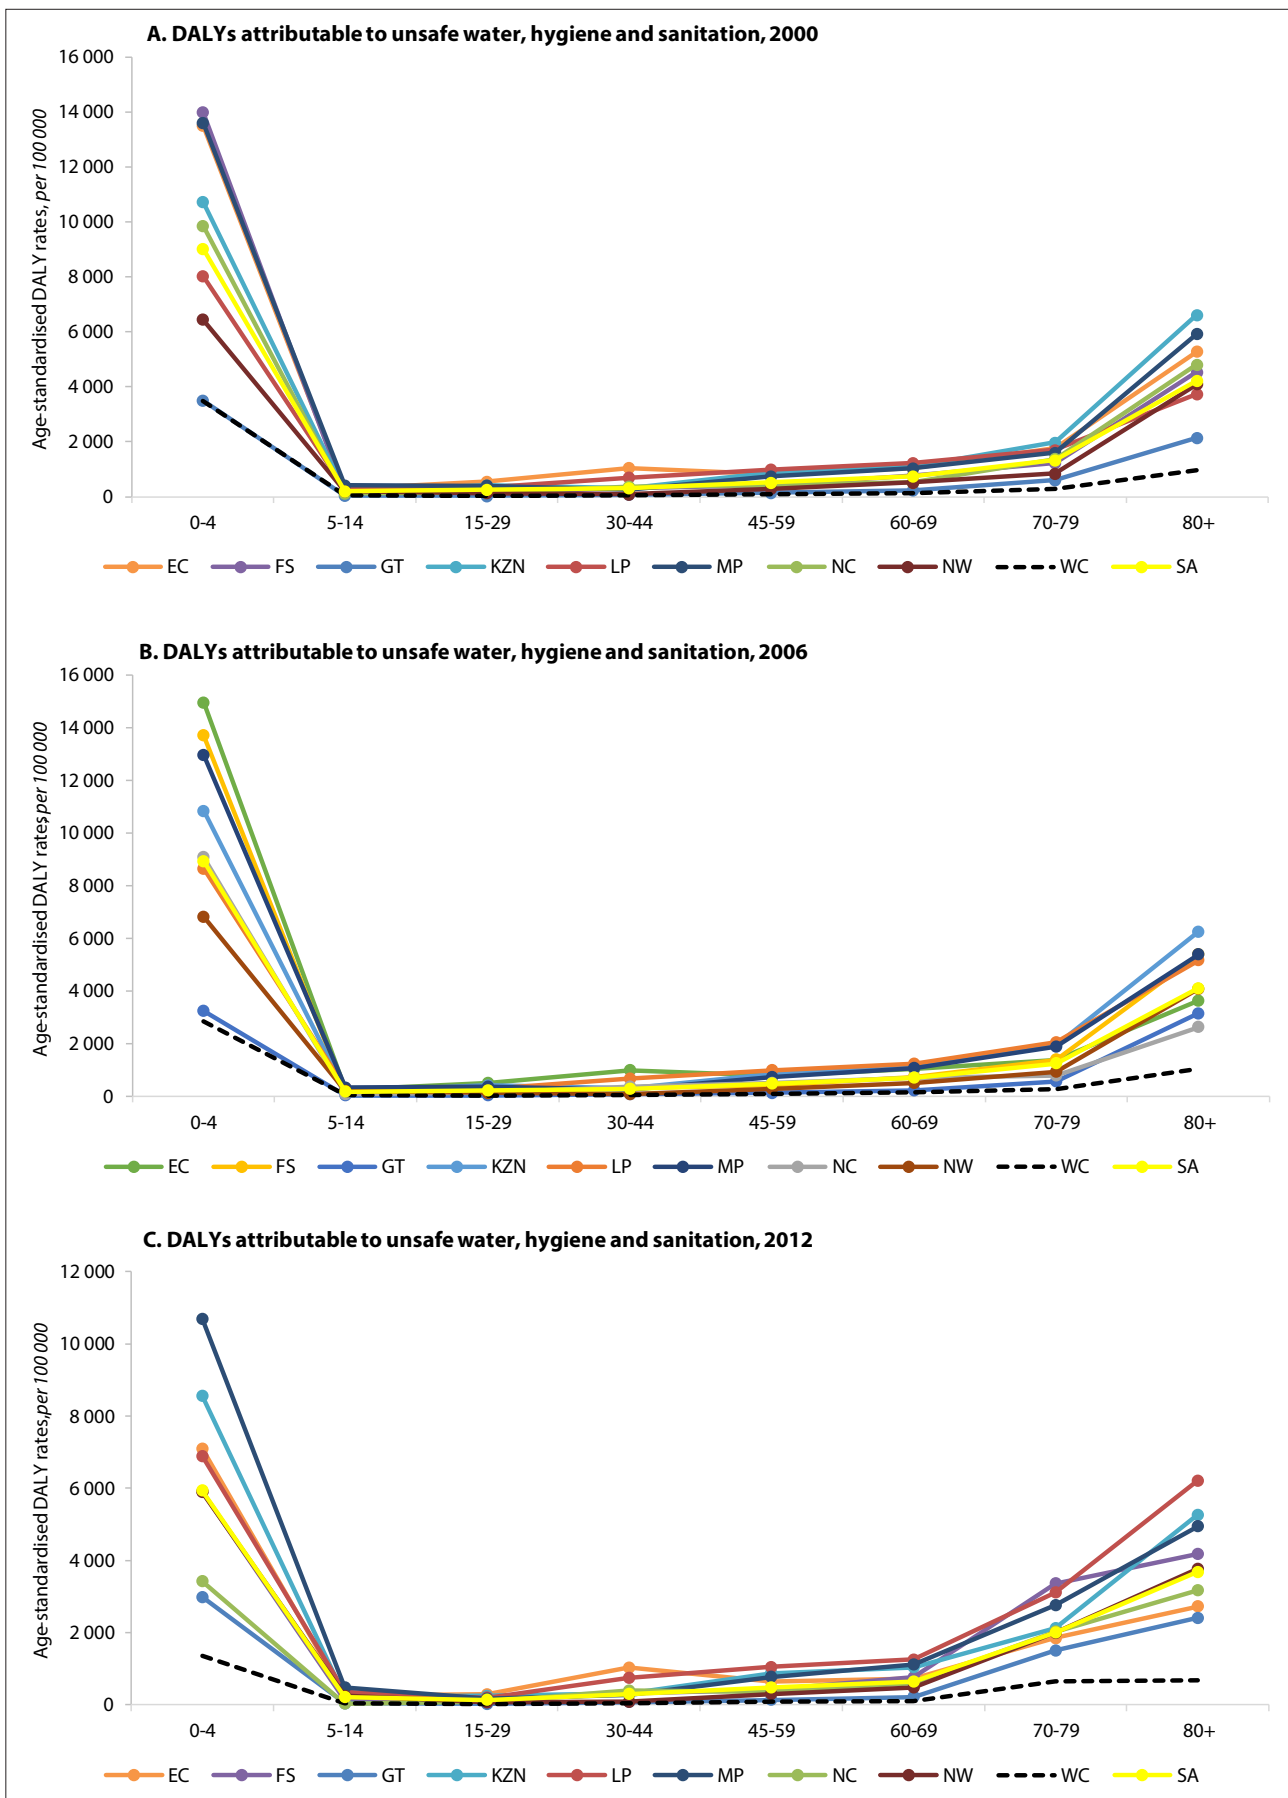 A. DALYs attributable to unsafe water, hygiene and sanitation, 2000
Age-standardised DALY rates, per 100 000
16 000
14 000
12 000
10 000
8 000
6 000
4 000
2 000
0
0-4 5-14 15-29 30-44 45-59 60-69 70-79 80+
EC FS GT KZN LP MP NC NW WC SA
B. DALYs attributable to unsafe water, hygiene and sanitation, 2006
Age-standardised DALY rates, per 100 000
16 000
14 000
12 000
10 000
8 000
6 000
4 000
2 000
0
0-4 5-14 15-29 30-44 45-59 60-69 70-79 80+
EC FS GT KZN LP MP NC NW WC SA
C. DALYs attributable to unsafe water, hygiene and sanitation, 2012
Age-standardised DALY rates, per 100 000
12 000
10 000
8 000
6 000
4 000
2 000
0
0-4 5-14 15-29 30-44 45-59 60-69 70-79 80+
EC FS GT KZN LP MP NC NW WC SA